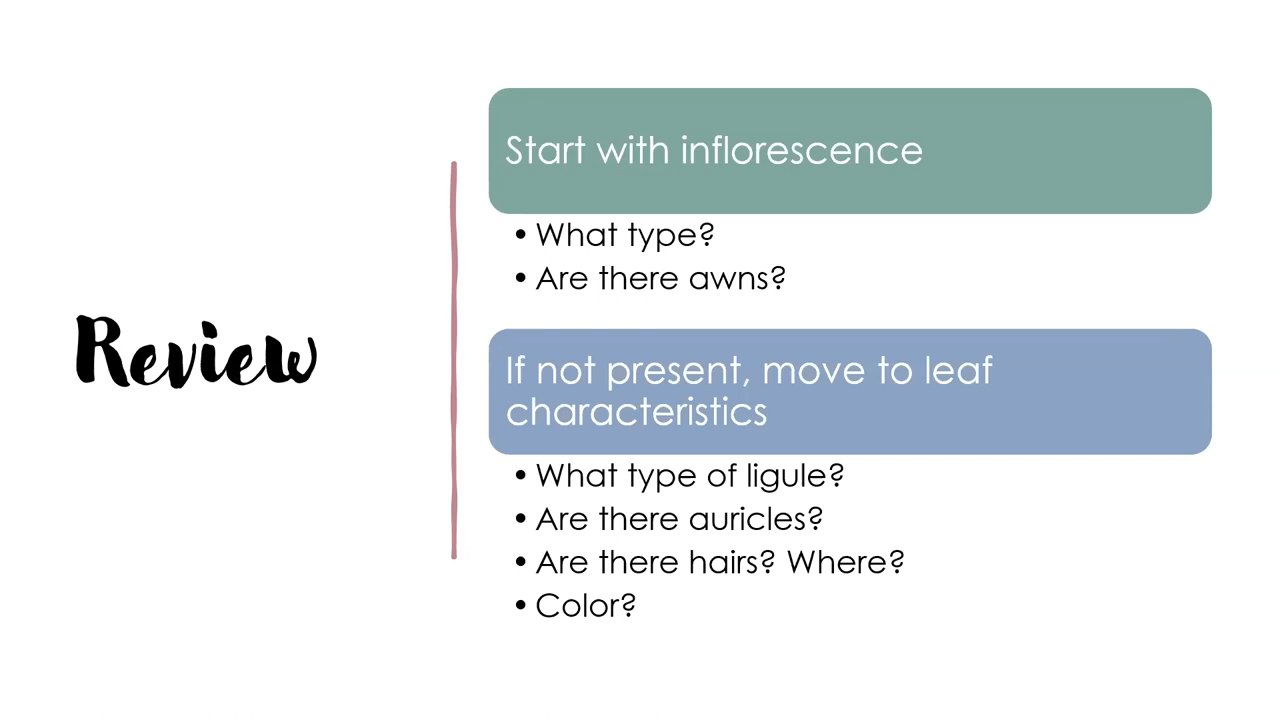 Review
Start with inflorescence
• What type?
• Are there awns?
If not present, move to leaf
characteristics
• What type of ligule?
• Are there auricles?
• Are there hairs? Where?
• Color?